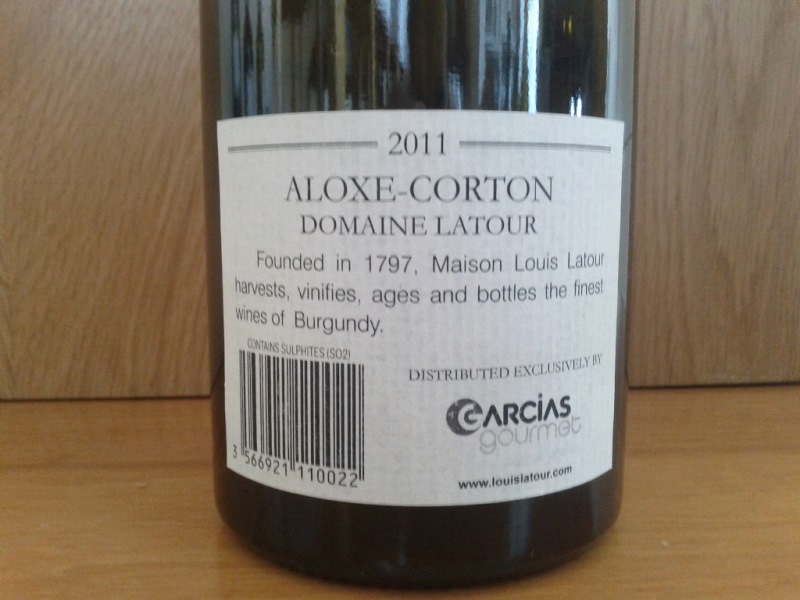 2011
ALOXE-CORTON
DOMAINE LATOUR
Founded in 1797, Maison Louis Latour
harvests, vinifies, ages and bottles the finest
wines of Burgundy.
CONTAINS SULPHITES (SO2)
DISTRIBUTED EXCLUSIVELY BY
GARCIAS
gourmet
3 566921 110022
www.louislatour.com